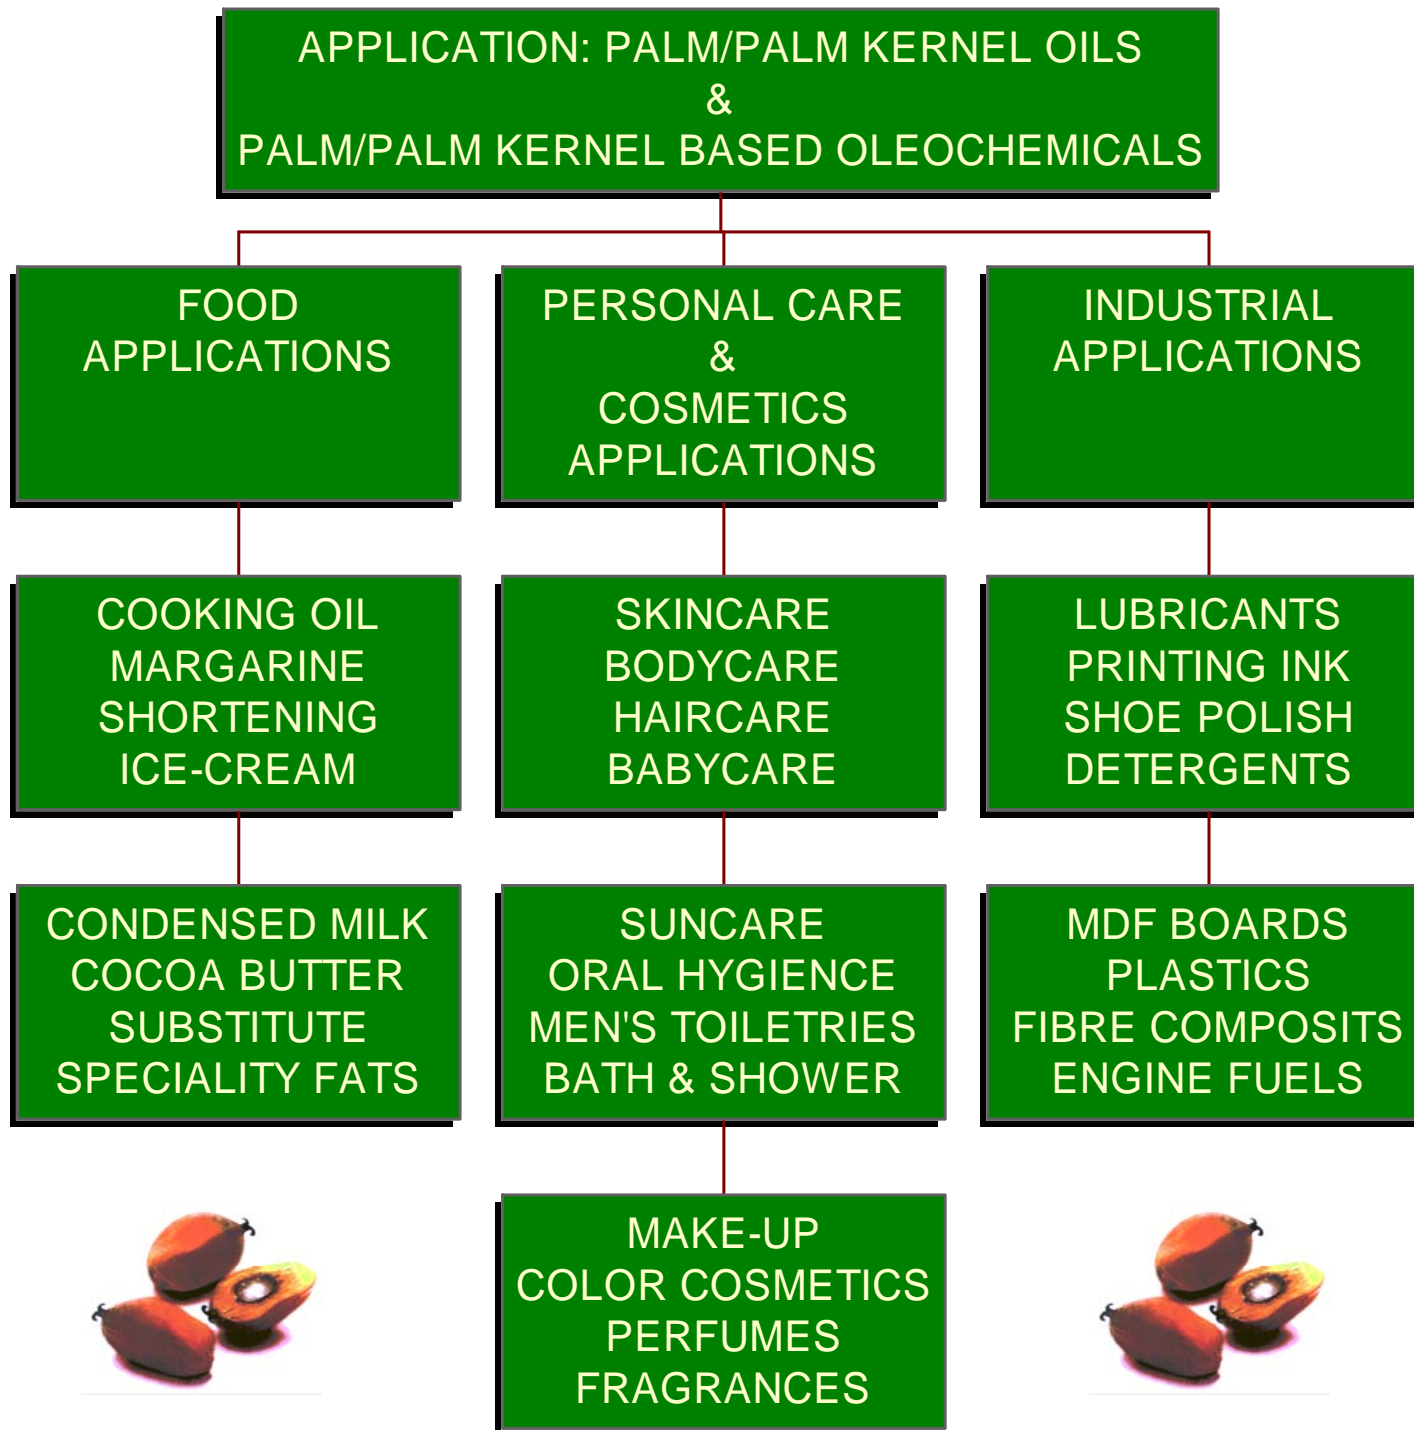 APPLICATION: PALM/PALM KERNEL OILS
&
PALM/PALM KERNEL BASED OLEOCHEMICALS
FOOD
APPLICATIONS
PERSONAL CARE
&
COSMETICS
APPLICATIONS
INDUSTRIAL
APPLICATIONS
COOKING OIL
MARGARINE
SHORTENING
ICE-CREAM
SKINCARE
BODYCARE
HAIRCARE
BABYCARE
LUBRICANTS
PRINTING INK
SHOE POLISH
DETERGENTS
CONDENSED MILK
COCOA BUTTER
SUBSTITUTE
SPECIALITY FATS
SUNCARE
ORAL HYGIENCE
MEN'S TOILETRIES
BATH & SHOWER
MDF BOARDS
PLASTICS
FIBRE COMPOSITS
ENGINE FUELS
MAKE-UP
COLOR COSMETICS
PERFUMES
FRAGRANCES